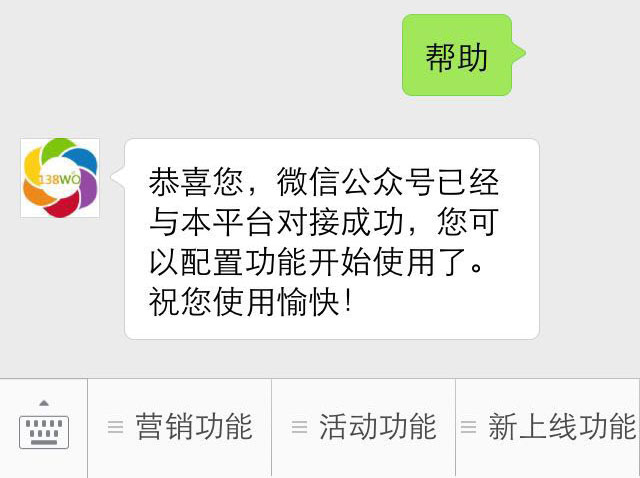 帮助
138WO
恭喜您，微信公众号已经
与本平台对接成功，您可
以配置功能开始使用了。
祝您使用愉快！
营销功能
活动功能
新上线功能